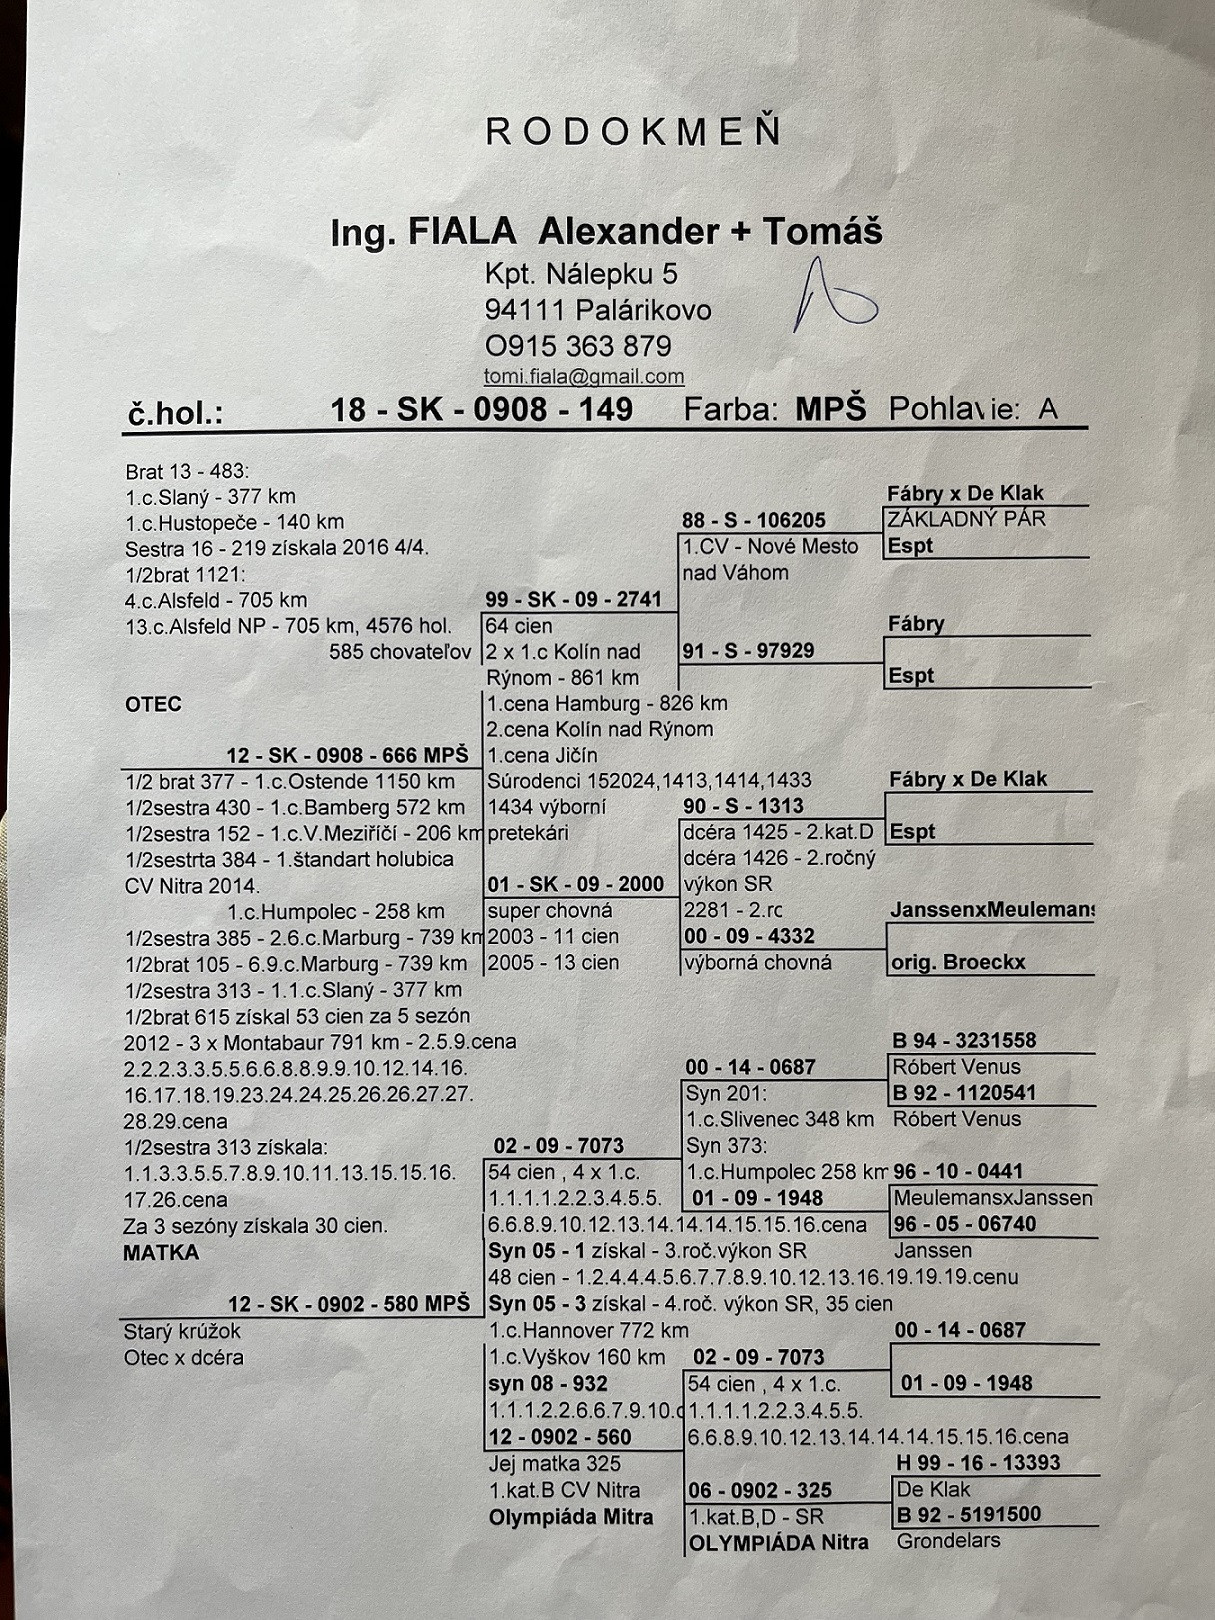 RODOKMEŇ
Ing. FIALA Alexander + Tomáš
Kpt. Nálepku 5
94111 Palárikovo
O915 363 879
tomi.fiala@gmail.com
č.hol.: 18 - SK - 0908 - 149 Farba: MPŠ Pohlavie: A
Brat 13 - 483:
1.c.Slaný - 377 km
1.c.Hustopeče - 140 km
Sestra 16 - 219 získala 2016 4/4.
1/2brat 1121:
4.c.Alsfeld - 705 km
13.c.Alsfeld NP - 705 km, 4576 hol.
585 chovateľov
OTEC
12 - SK - 0908 - 666 MPŠ
1/2 brat 377 - 1.c.Ostende 1150 km
1/2sestra 430 - 1.c.Bamberg 572 km
1/2sestra 152 - 1.c.V.Meziříčí - 206 km
1/2sestrta 384 - 1.štandart holubica
CV Nitra 2014.
1.c.Humpolec - 258 km
1/2sestra 385 - 2.6.c.Marburg - 739 km
1/2brat 105 - 6.9.c.Marburg - 739 km
1/2sestra 313 - 1.1.c.Slaný - 377 km
1/2brat 615 získal 53 cien za 5 sezón
2012 - 3 x Montabaur 791 km - 2.5.9.cena
2.2.2.3.3.5.5.6.6.8.8.9.9.10.12.14.16.
16.17.18.19.23.24.24.25.26.26.27.27.
28.29.cena
1/2sestra 313 získala:
1.1.3.3.5.5.7.8.9.10.11.13.15.15.16.
17.26.cena
Za 3 sezóny získala 30 cien.
MATKA
12 - SK - 0902 - 580 MPŠ
Starý krúžok
Otec x dcéra
99 - SK - 09 - 2741
64 cien
2 x 1.c Kolín nad
Rýnom - 861 km
1.cena Hamburg - 826 km
2.cena Kolín nad Rýnom
1.cena Jičín
Súrodenci 152024,1413,1414,1433
1434 výborní
pretekári
01 - SK - 09 - 2000
super chovná
2003 - 11 cien
2005 - 13 cien
02 - 09 - 7073
54 cien , 4 x 1.c.
1.1.1.1.2.2.3.4.5.5.
6.6.8.9.10.12.13.14.14.14.15.15.16.cena
Syn 05 - 1 získal - 3.roč.výkon SR
48 cien - 1.2.4.4.4.5.6.7.7.8.9.10.12.13.16.19.19.19.cenu
Syn 05 - 3 získal - 4.roč. výkon SR, 35 cien
1.c.Hannover 772 km
1.c.Vyškov 160 km
syn 08 - 932
1.1.1.2.2.6.6.7.9.10.c
12 - 0902 - 560
Jej matka 325
1.kat.B CV Nitra
Olympiáda Mitra
88 - S - 106205
1.CV - Nové Mesto
nad Váhom
91 - S - 97929
90 - S - 1313
dcéra 1425 - 2.kat.D
dcéra 1426 - 2.ročný
výkon SR
2281 - 2.rc
00 - 09 - 4332
výborná chovná
00 - 14 - 0687
Syn 201:
1.c.Slivenec 348 km
Syn 373:
1.c.Humpolec 258 km
01 - 09 - 1948
02 - 09 - 7073
54 cien , 4 x 1.c.
1.1.1.1.2.2.3.4.5.5.
6.6.8.9.10.12.13.14.14.14.15.15.16.cena
06 - 0902 - 325
1.kat.B,D - SR
OLYMPIÁDA Nitra
Fábry x De Klak
ZÁKLADNÝ PÁR
Espt
Fábry
Espt
Fábry x De Klak
Espt
JanssenxMeulemans
orig. Broeckx
B 94 - 3231558
Róbert Venus
B 92 - 1120541
Róbert Venus
96 - 10 - 0441
MeulemansxJanssen
96 - 05 - 06740
Janssen
00 - 14 - 0687
01 - 09 - 1948
H 99 - 16 - 13393
De Klak
B 92 - 5191500
Grondelars